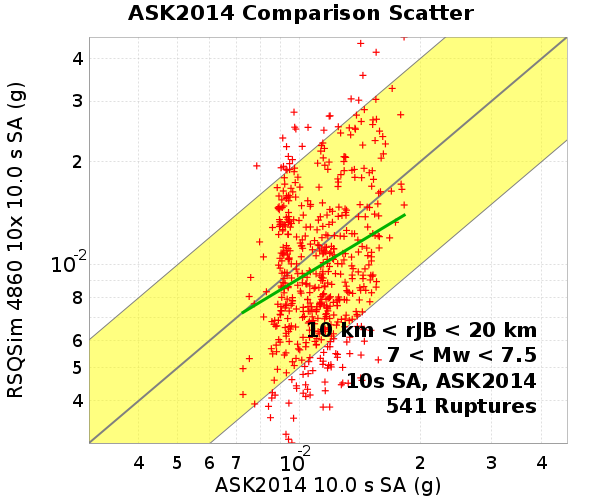 ASK2014 Comparison Scatter
RSQSim 4860 10x 10.0 s SA (g)
4
3
2
10⁻²
8
6
5
4
10 km < rJB < 20 km
7 < Mw < 7.5
10s SA, ASK2014
541 Ruptures
4 5 6 7 10⁻² 2 3 4
ASK2014 10.0 s SA (g)